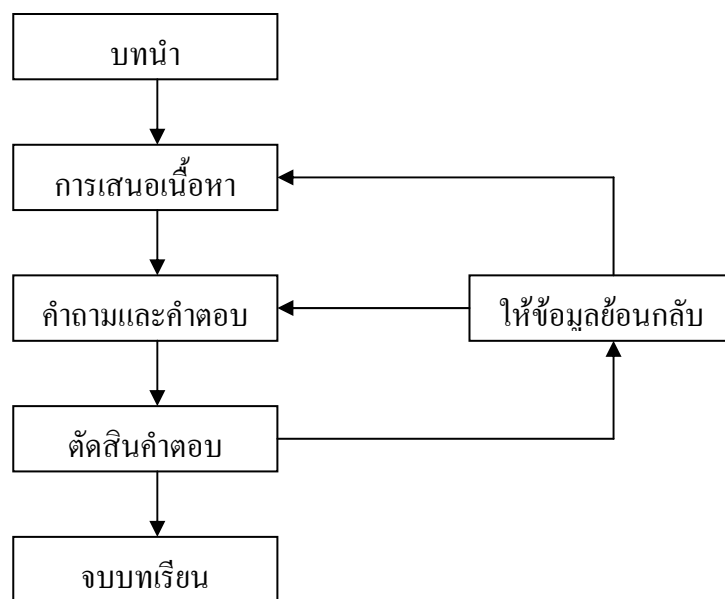 บทนำ
การเสนอเนื้อหา
คำถามและคำตอบ
ให้ข้อมูลย้อนกลับ
ตัดสินคำตอบ
จบบทเรียน